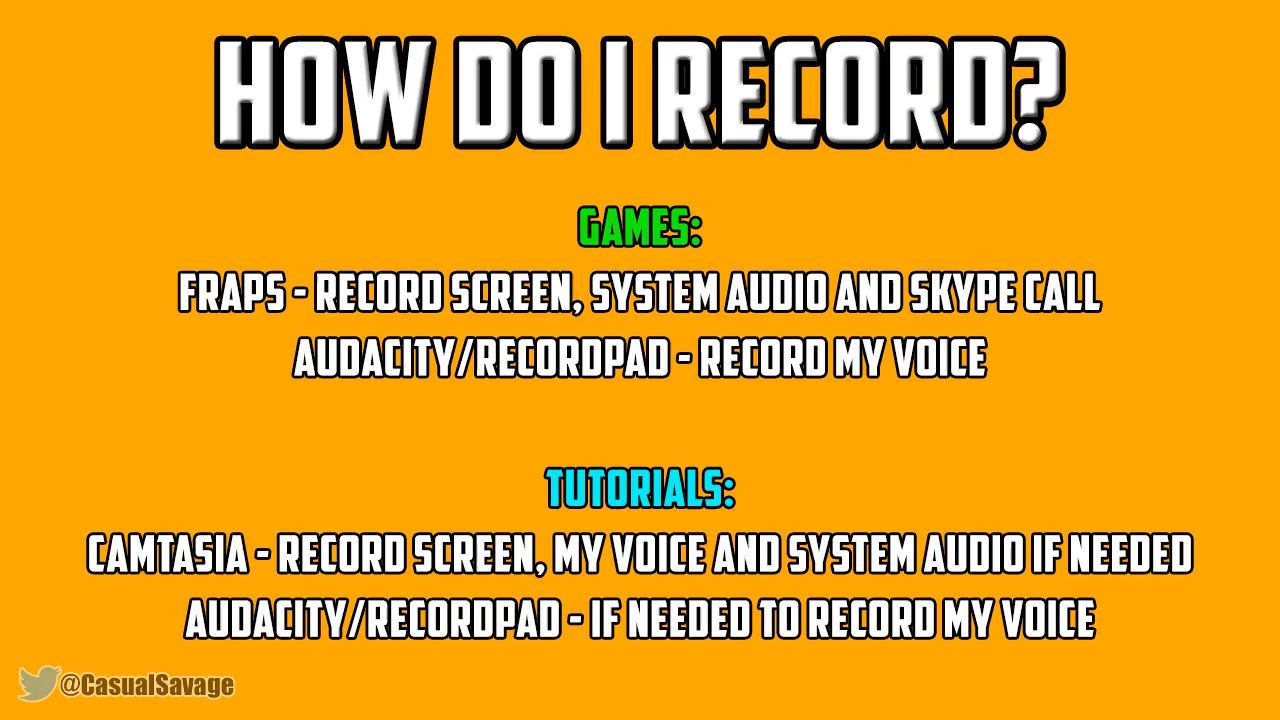 HOW DO I RECORD?
GAMES:
FRAPS - RECORD SCREEN, SYSTEM AUDIO AND SKYPE CALL
AUDACITY/RECORDPAD - RECORD MY VOICE
TUTORIALS:
CAMTASIA - RECORD SCREEN, MY VOICE AND SYSTEM AUDIO IF NEEDED
AUDACITY/RECORDPAD - IF NEEDED TO RECORD MY VOICE
@CasualSavage